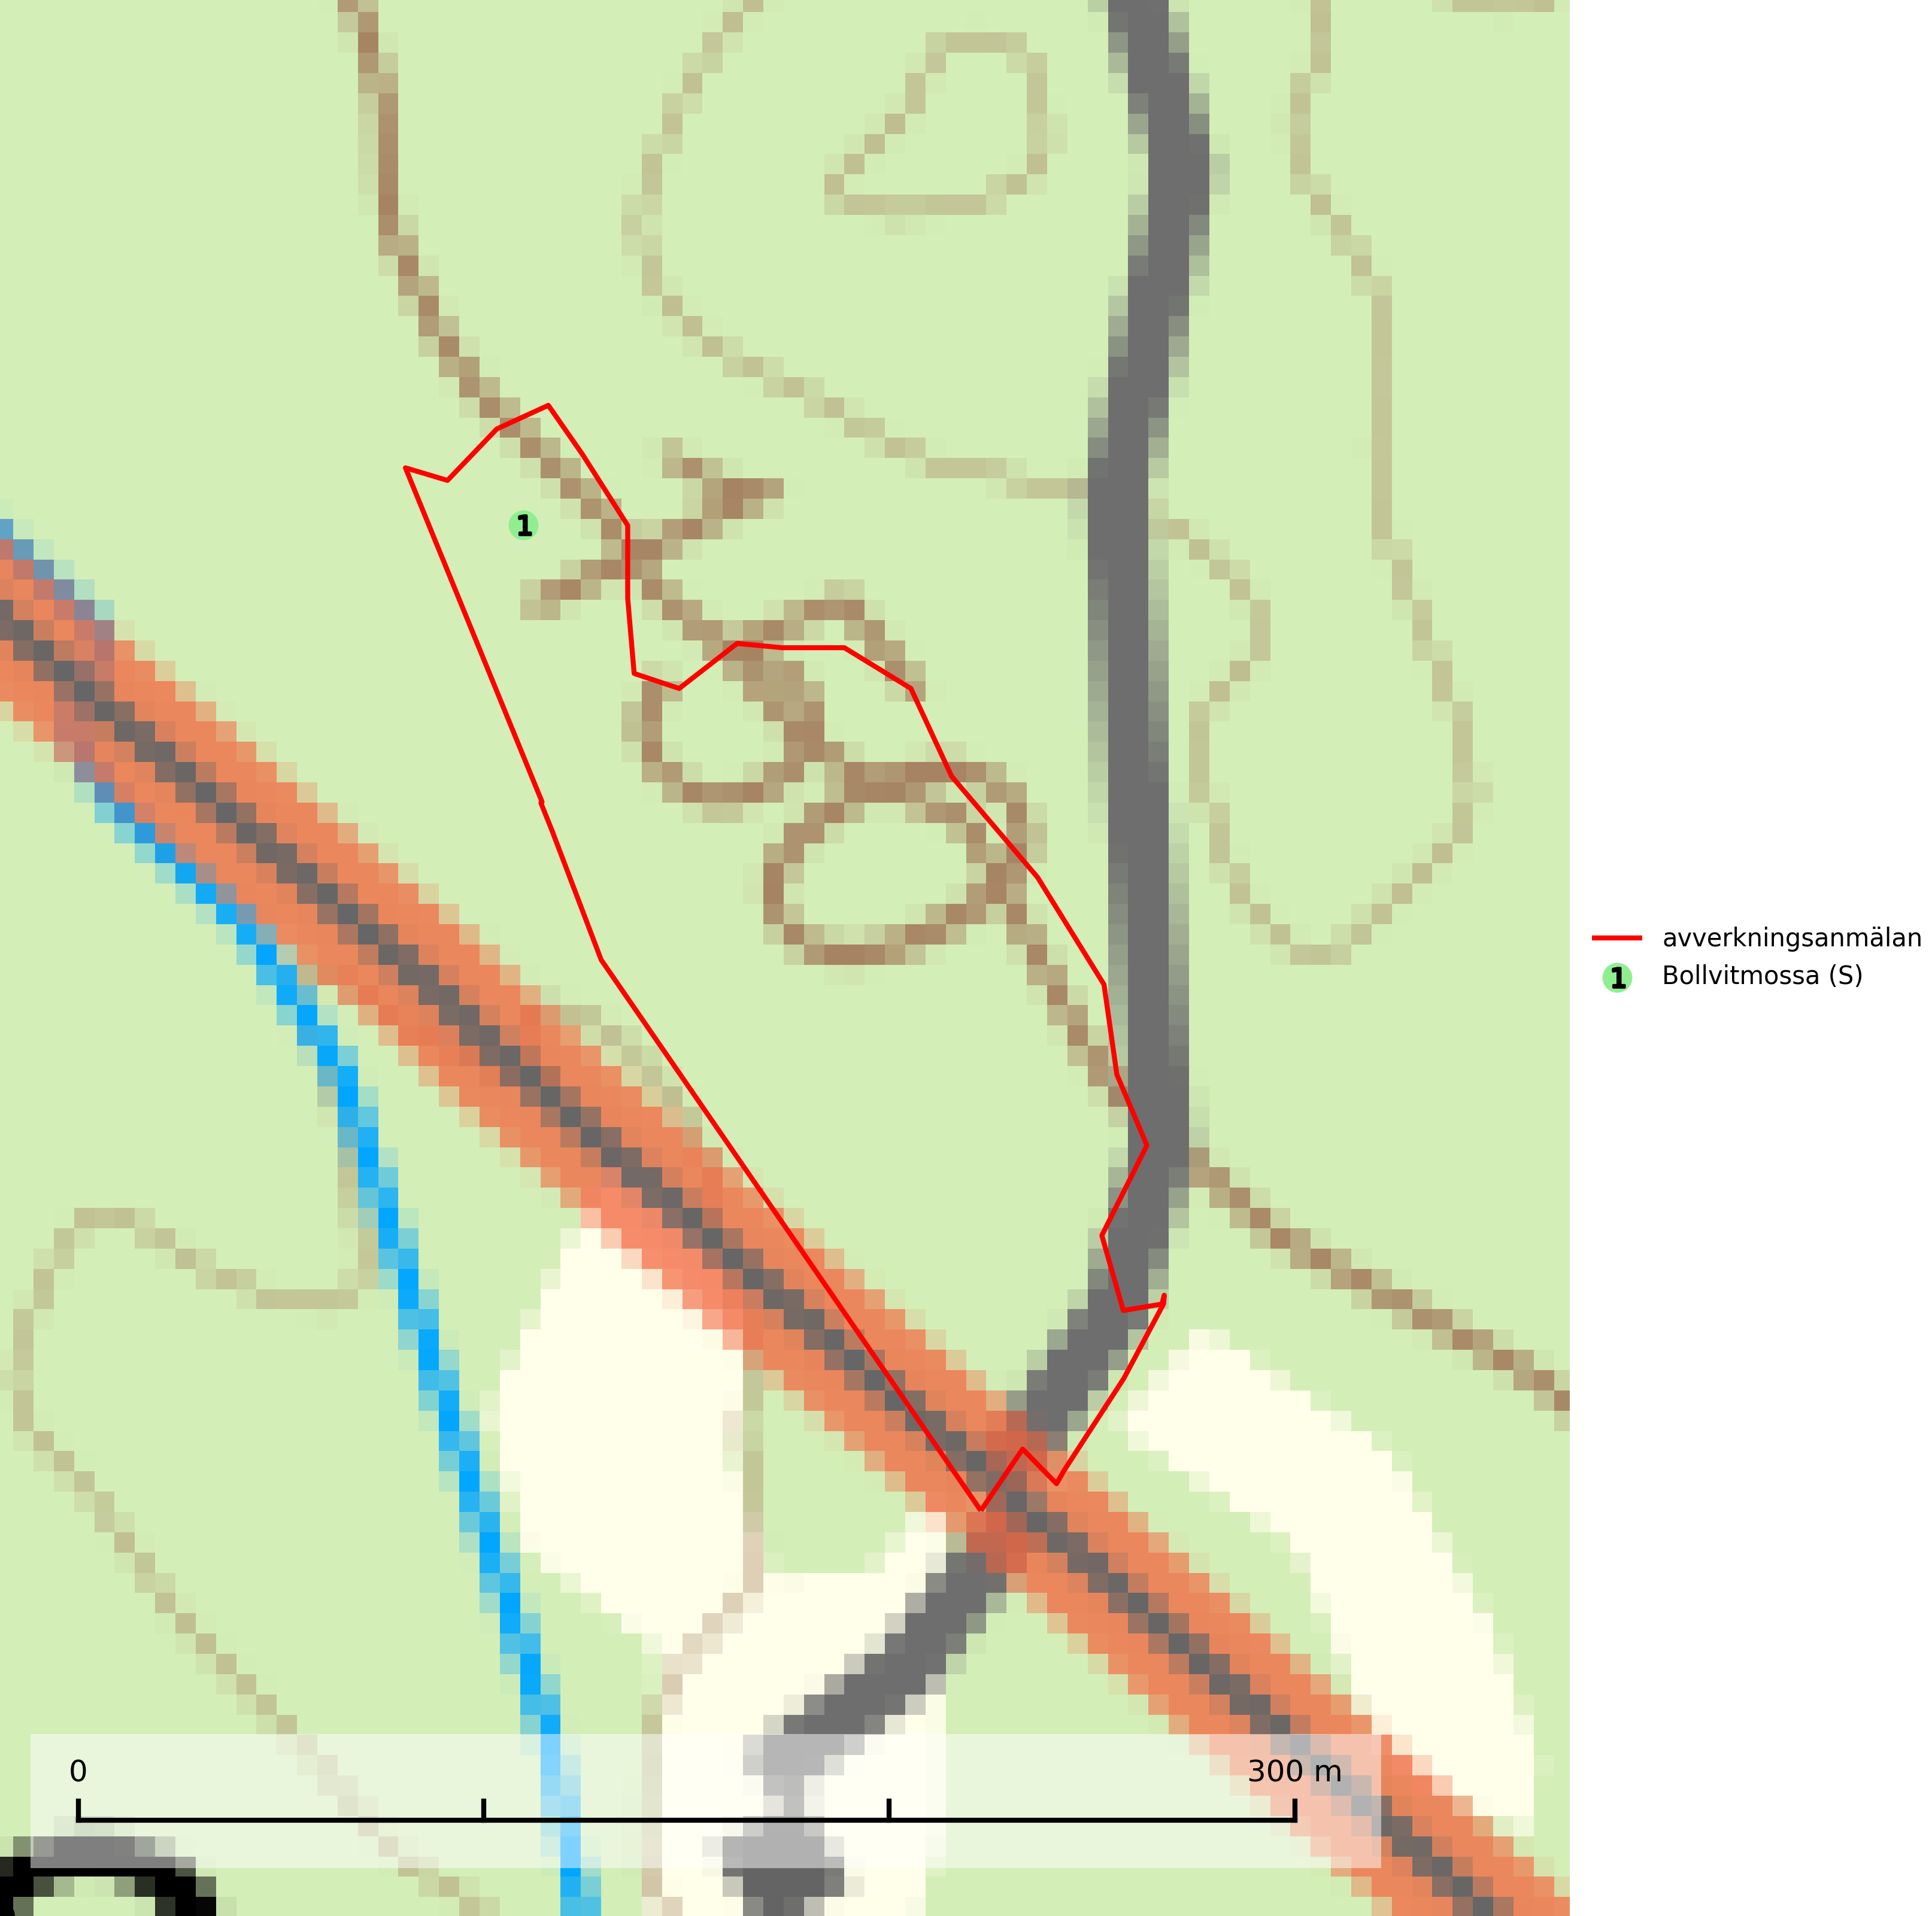 1
avverkningsanmälan
1 Bollvitmossa (S)
0 300 m